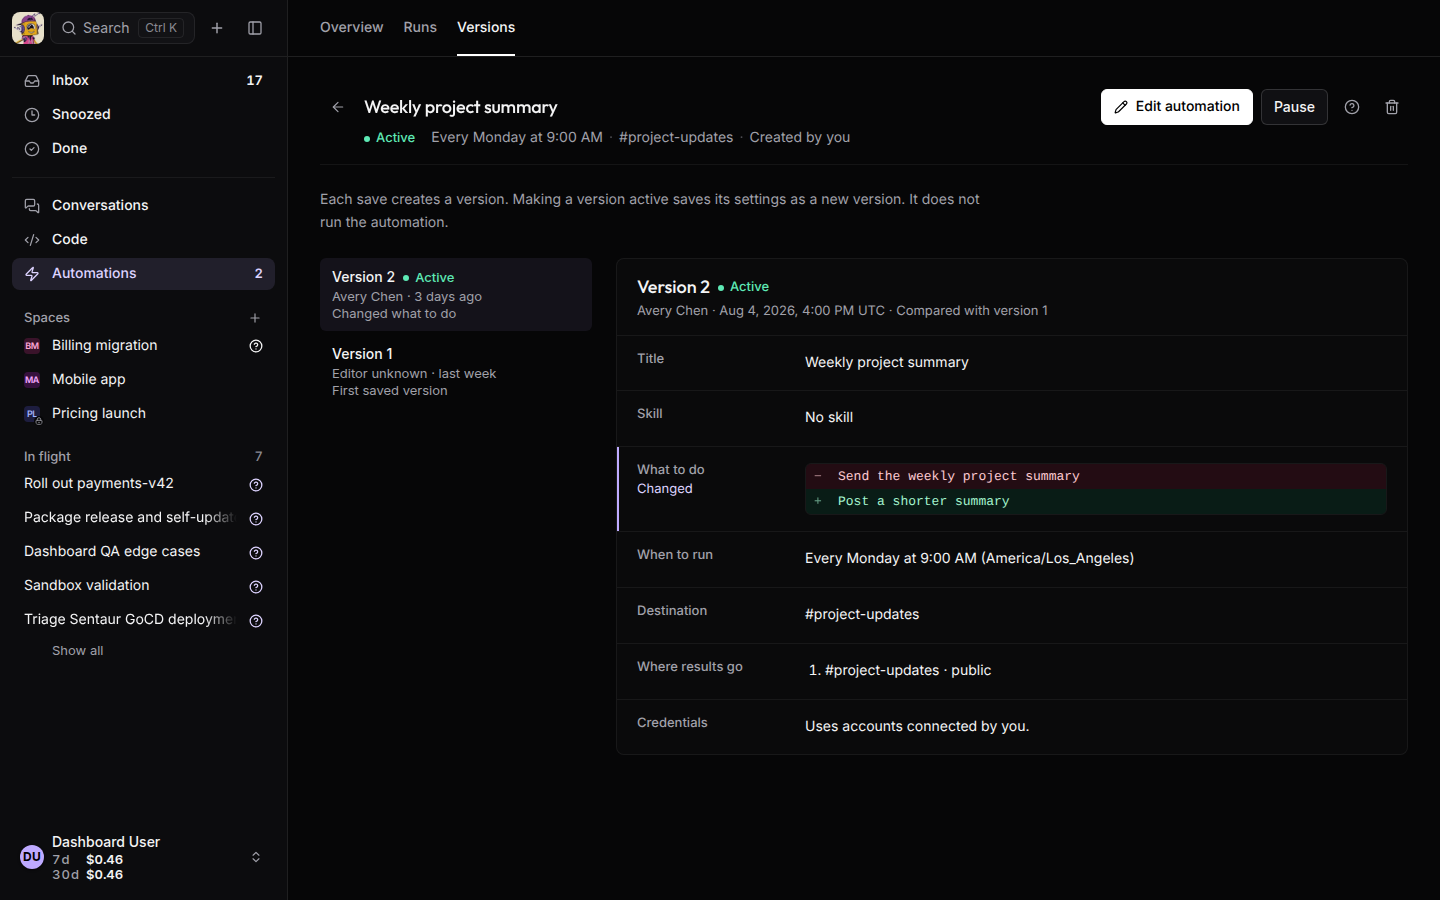 Search Ctrl K
Inbox 17
Snoozed
Done
Conversations
Code
Automations 2
Spaces
BM Billing migration
MA Mobile app
PL Pricing launch
In flight 7
Roll out payments-v42
Package release and self-updat
Dashboard QA edge cases
Sandbox validation
Triage Sentaur GoCD deployme
Show all
DU Dashboard User
7d $0.46
30d $0.46
Overview Runs Versions
Weekly project summary
Edit automation Pause
Active Every Monday at 9:00 AM · #project-updates · Created by you
Each save creates a version. Making a version active saves its settings as a new version. It does not
run the automation.
Version 2 Active
Avery Chen · 3 days ago
Changed what to do
Version 1
Editor unknown · last week
First saved version
Version 2 Active
Avery Chen · Aug 4, 2026, 4:00 PM UTC · Compared with version 1
Title Weekly project summary
Skill No skill
What to do
Changed
− Send the weekly project summary
+ Post a shorter summary
When to run Every Monday at 9:00 AM (America/Los_Angeles)
Destination #project-updates
Where results go 1. #project-updates · public
Credentials Uses accounts connected by you.